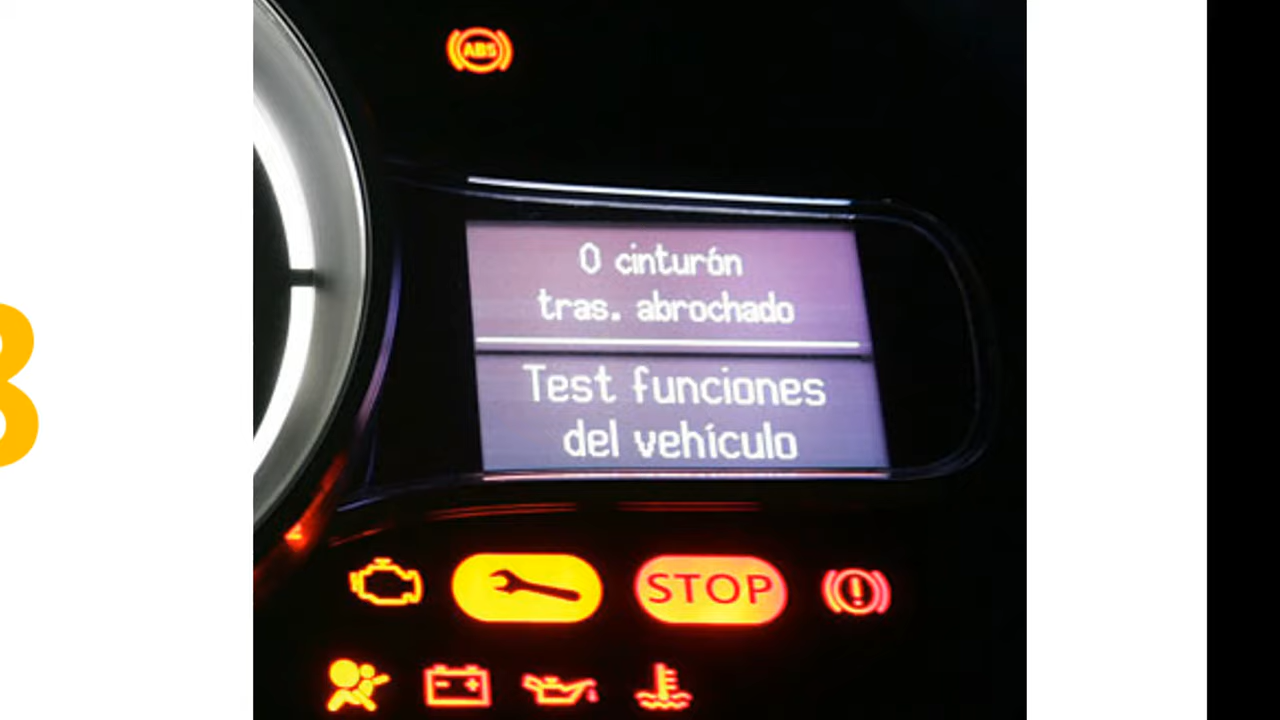 ABS
0 cinturón
tras. abrochado
Test funciones
del vehículo
STOP